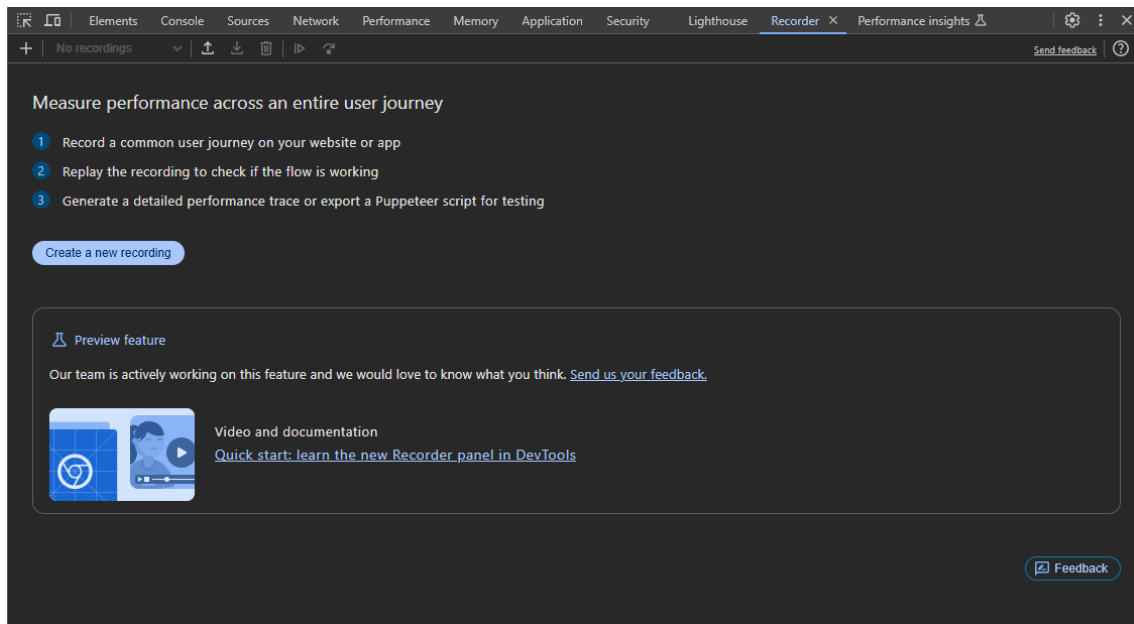 Elements Console Sources Network Performance Memory Application Security Lighthouse Recorder Performance insights
No recordings Send feedback
Measure performance across an entire user journey
1 Record a common user journey on your website or app
2 Replay the recording to check if the flow is working
3 Generate a detailed performance trace or export a Puppeteer script for testing
Create a new recording
Preview feature
Our team is actively working on this feature and we would love to know what you think. Send us your feedback.
Video and documentation
Quick start: learn the new Recorder panel in DevTools
Feedback